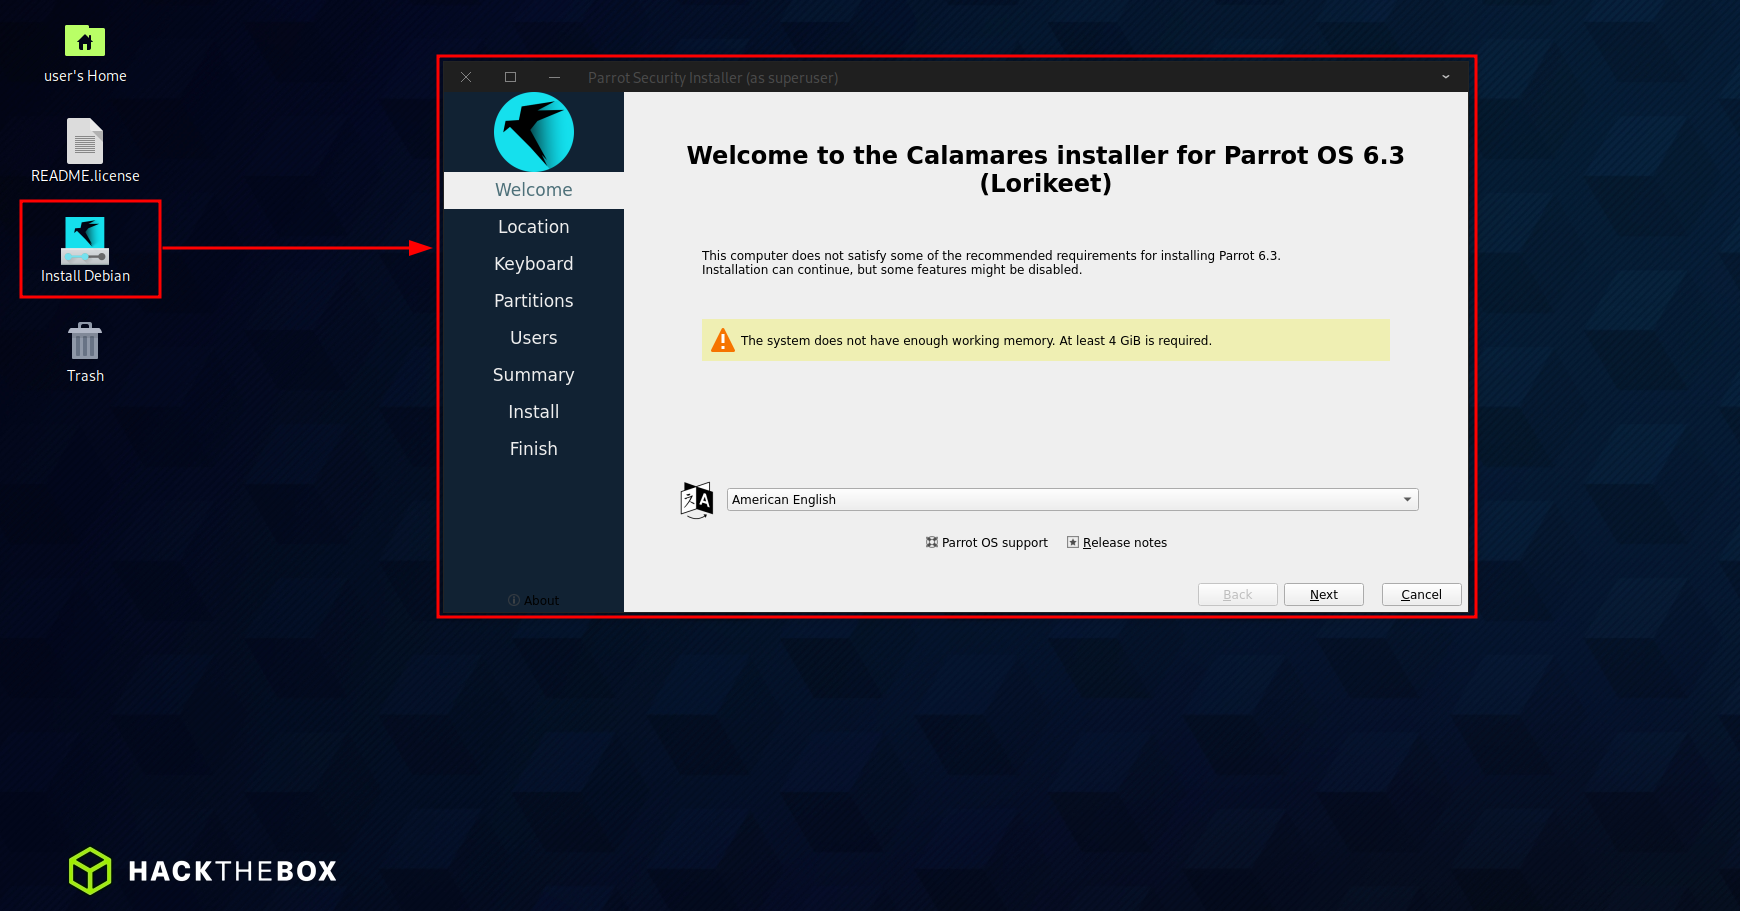 user's Home
README.license
Install Debian
Trash
Parrot Security Installer (as superuser)
Welcome
Location
Keyboard
Partitions
Users
Summary
Install
Finish
About
Welcome to the Calamares installer for Parrot OS 6.3
(Lorikeet)
This computer does not satisfy some of the recommended requirements for installing Parrot 6.3.
Installation can continue, but some features might be disabled.
The system does not have enough working memory. At least 4 GiB is required.
American English
Parrot OS support Release notes
Back Next Cancel
HACKTHEBOX